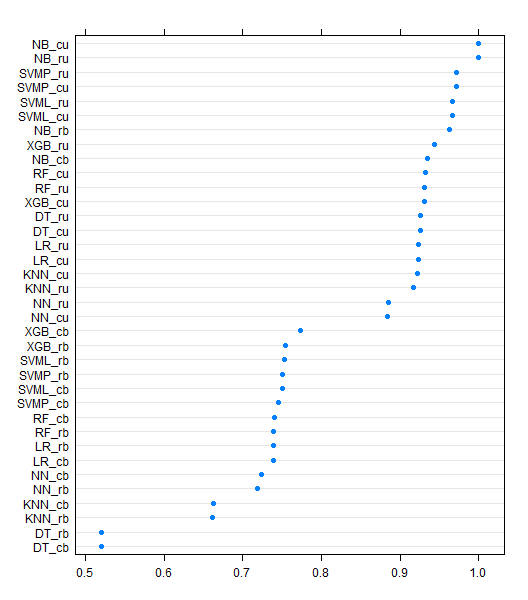 NB_cu
NB_ru
SVMP_ru
SVMP_cu
SVML_ru
SVML_cu
NB_rb
XGB_ru
NB_cb
RF_cu
RF_ru
XGB_cu
DT_ru
DT_cu
LR_ru
LR_cu
KNN_cu
KNN_ru
NN_ru
NN_cu
XGB_cb
XGB_rb
SVML_rb
SVMP_rb
SVML_cb
SVMP_cb
RF_cb
RF_rb
LR_rb
LR_cb
NN_cb
NN_rb
KNN_cb
KNN_rb
DT_rb
DT_cb
0.5 0.6 0.7 0.8 0.9 1.0